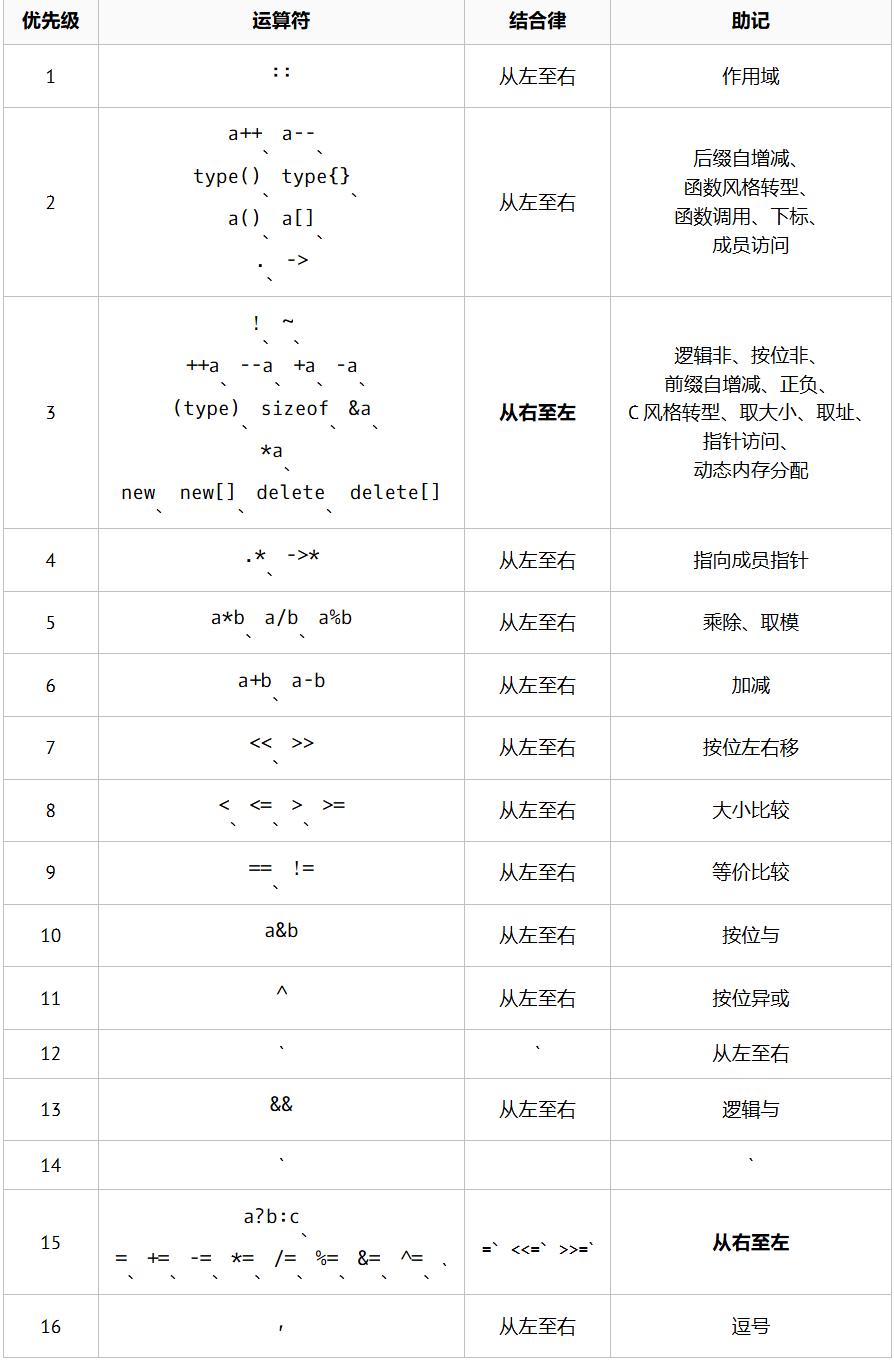 优先级 运算符 结合律 助记
1 :: 从左至右 作用域
a++、a--、
type()、type{}、
a()、a[]、
.、->
2 从左至右
后缀自增减、
函数风格转型、
函数调用、下标、
成员访问
!、~、
++a、--a、+a、-a、
(type)、sizeof、&a、
*a、
new、new[]、delete、delete[]
3 从右至左
逻辑非、按位非、
前缀自增减、正负、
C 风格转型、取大小、取址、
指针访问、
动态内存分配
4 .*、->* 从左至右 指向成员指针
5 a*b、a/b、a%b 从左至右 乘除、取模
6 a+b、a-b 从左至右 加减
7 <<、>> 从左至右 按位左右移
8 <、<=、>、>= 从左至右 大小比较
9 ==、!= 从左至右 等价比较
10 a&b 从左至右 按位与
11 ^ 从左至右 按位异或
12 ` ` 从左至右
13 && 从左至右 逻辑与
14 ` `
a?b:c、
=、+=、-=、*=、/=、%=、&=、^=、`
15 =` <<=` >>=` 从右至左
16 , 从左至右 逗号